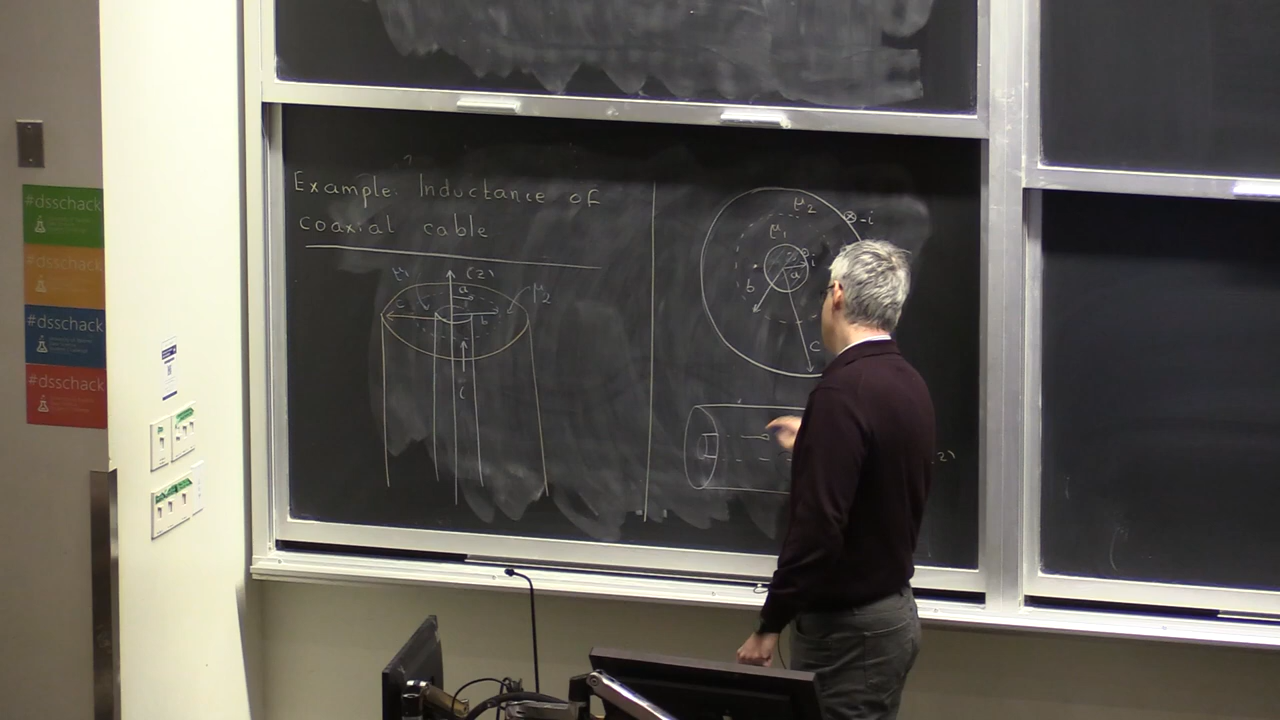 Example: Inductance of
coaxial cable
μ₁
(z)
a
c
b
μ₂
i
μ₂
-i
μ₁
i
a
b
c
z)
#dsschack
#dsschack
#dsschack
#dsschack